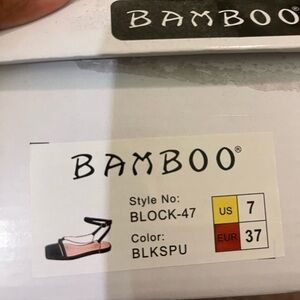 BAMBOO®
BAMBOO®
Style No:
BLOCK-47
US 7
Color:
BLKSPU
EUR 37